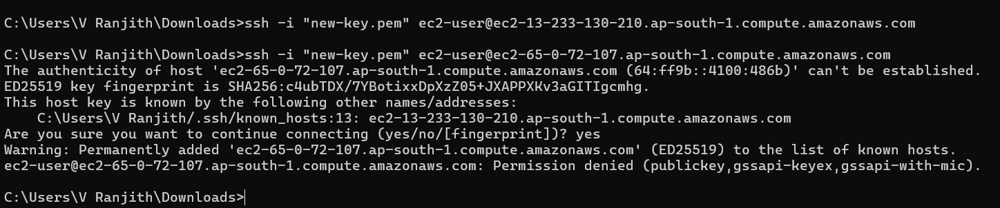 C:\Users\V Ranjith\Downloads>ssh -i "new-key.pem" ec2-user@ec2-13-233-130-210.ap-south-1.compute.amazonaws.com
C:\Users\V Ranjith\Downloads>ssh -i "new-key.pem" ec2-user@ec2-65-0-72-107.ap-south-1.compute.amazonaws.com
The authenticity of host 'ec2-65-0-72-107.ap-south-1.compute.amazonaws.com (64:ff9b::4100:486b)' can't be established.
ED25519 key fingerprint is SHA256:c4ubTDX/7YBotixxDpXzZ05+JXAPPXKv3aGITIgcmhg.
This host key is known by the following other names/addresses:
    C:\Users\V Ranjith/.ssh/known_hosts:13: ec2-13-233-130-210.ap-south-1.compute.amazonaws.com
Are you sure you want to continue connecting (yes/no/[fingerprint])? yes
Warning: Permanently added 'ec2-65-0-72-107.ap-south-1.compute.amazonaws.com' (ED25519) to the list of known hosts.
ec2-user@ec2-65-0-72-107.ap-south-1.compute.amazonaws.com: Permission denied (publickey,gssapi-keyex,gssapi-with-mic).
C:\Users\V Ranjith\Downloads>